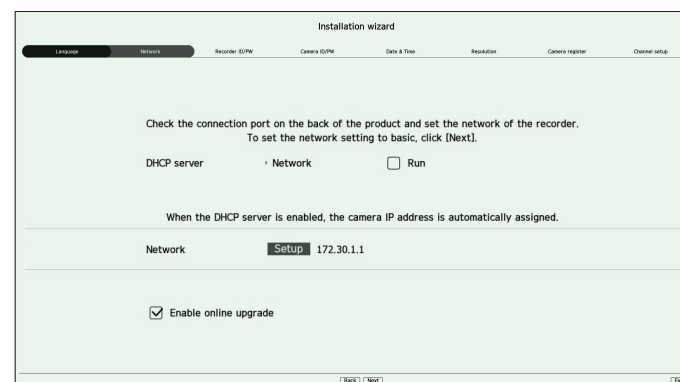 Installation wizard
Language Network Recorder ID/PW Camera ID/PW Date & Time Resolution Camera register Channel setup
Check the connection port on the back of the product and set the network of the recorder.
To set the network setting to basic, click [Next].
DHCP server Network Run
When the DHCP server is enabled, the camera IP address is automatically assigned.
Network Setup 172.30.1.1
Enable online upgrade
Back Next